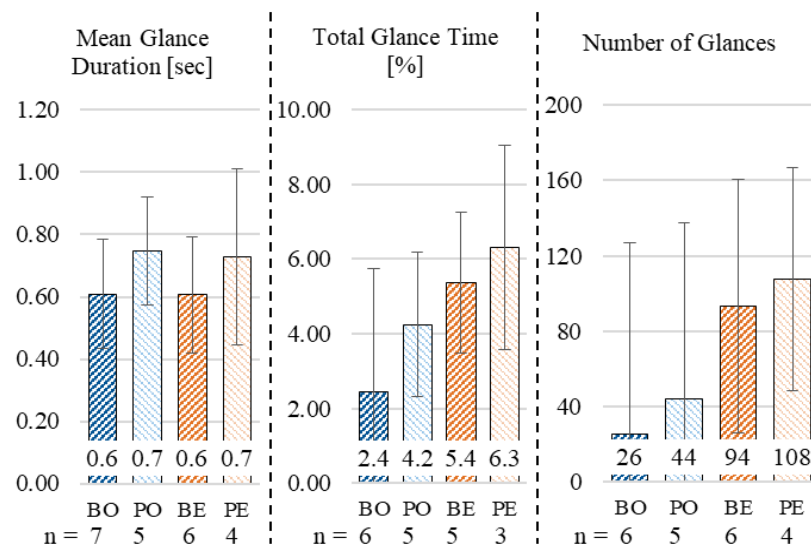 Mean Glance
Duration [sec]
1.20
1.00
0.80
0.60
0.40
0.20
0.00
0.6 0.7 0.6 0.7
BO PO BE PE
n = 7 5 6 4
Total Glance Time
[%]
10.00
8.00
6.00
4.00
2.00
0.00
2.4 4.2 5.4 6.3
BO PO BE PE
n = 6 5 5 3
Number of Glances
200
160
120
80
40
0
26 44 94 108
BO PO BE PE
n = 6 5 6 4